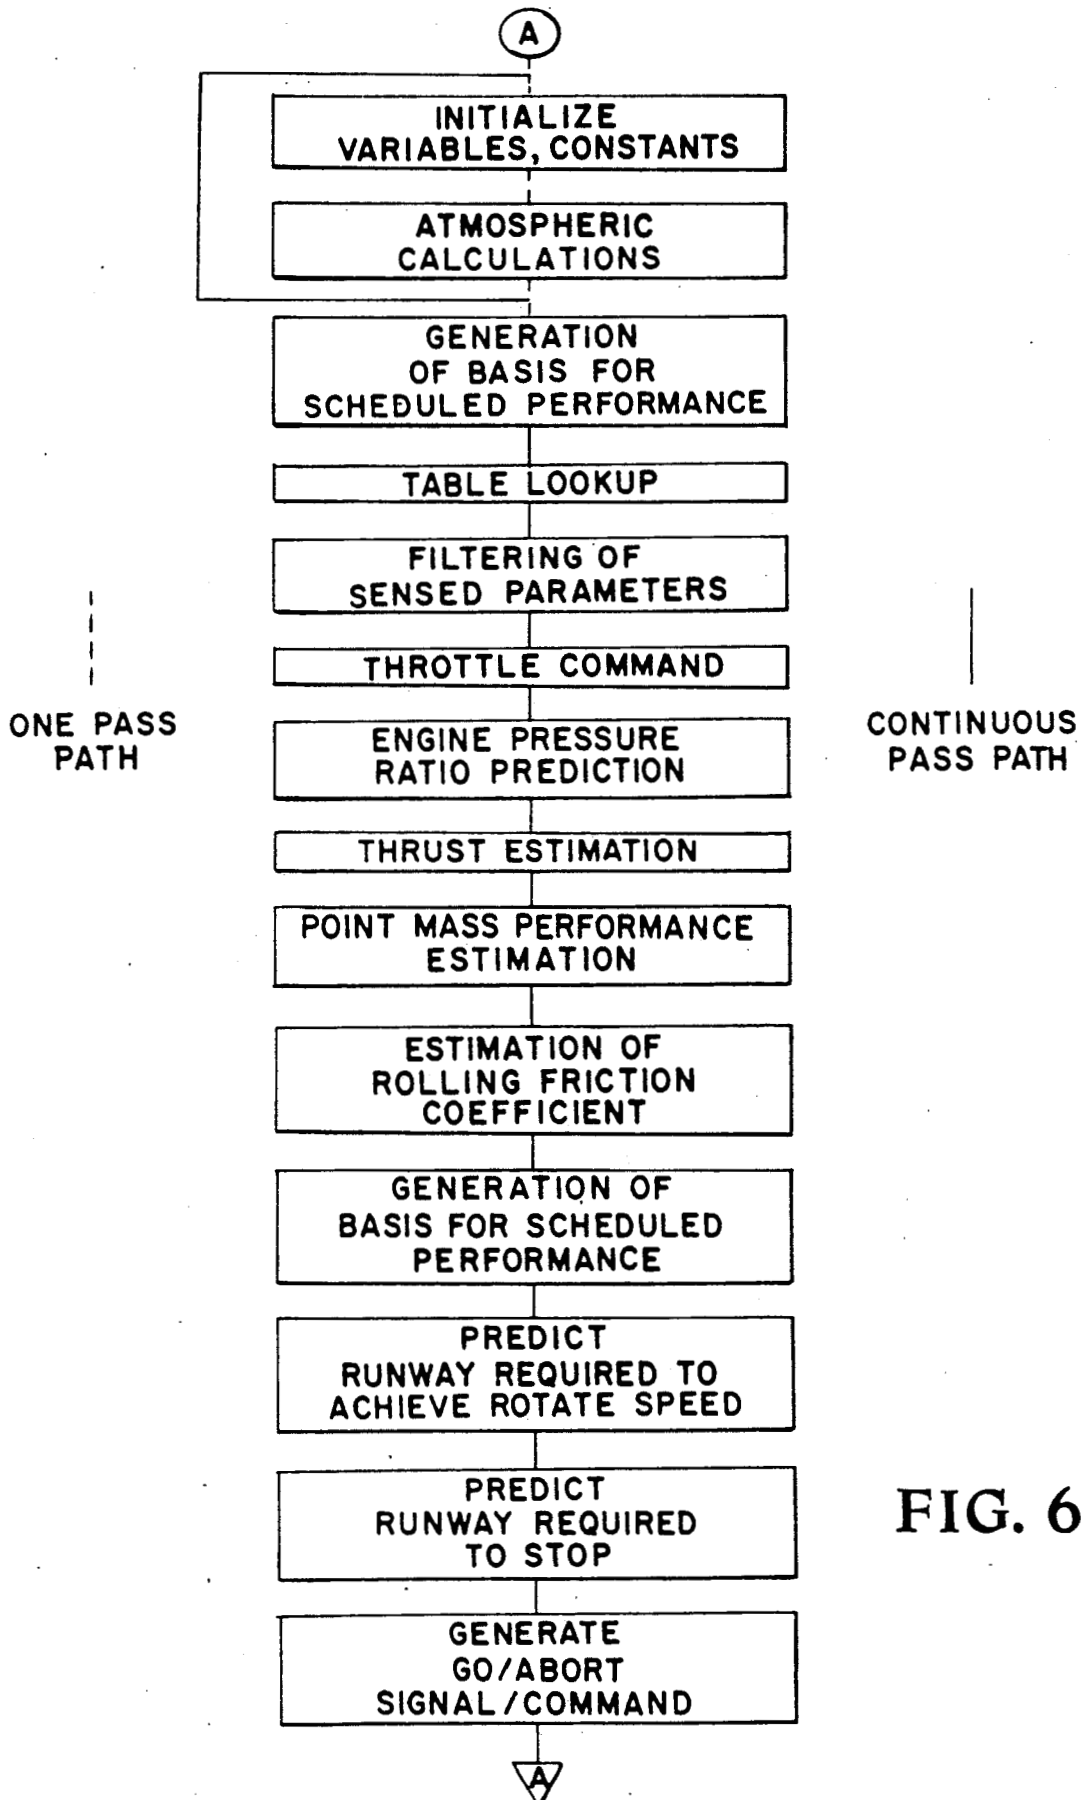 A
INITIALIZE
VARIABLES, CONSTANTS
ATMOSPHERIC
CALCULATIONS
GENERATION
OF BASIS FOR
SCHEDULED PERFORMANCE
TABLE LOOKUP
FILTERING OF
SENSED PARAMETERS
THROTTLE COMMAND
ONE PASS
PATH
CONTINUOUS
PASS PATH
ENGINE PRESSURE
RATIO PREDICTION
THRUST ESTIMATION
POINT MASS PERFORMANCE
ESTIMATION
ESTIMATION OF
ROLLING FRICTION
COEFFICIENT
GENERATION OF
BASIS FOR SCHEDULED
PERFORMANCE
PREDICT
RUNWAY REQUIRED TO
ACHIEVE ROTATE SPEED
PREDICT
RUNWAY REQUIRED
TO STOP
FIG. 6
GENERATE
GO/ABORT
SIGNAL/COMMAND
A